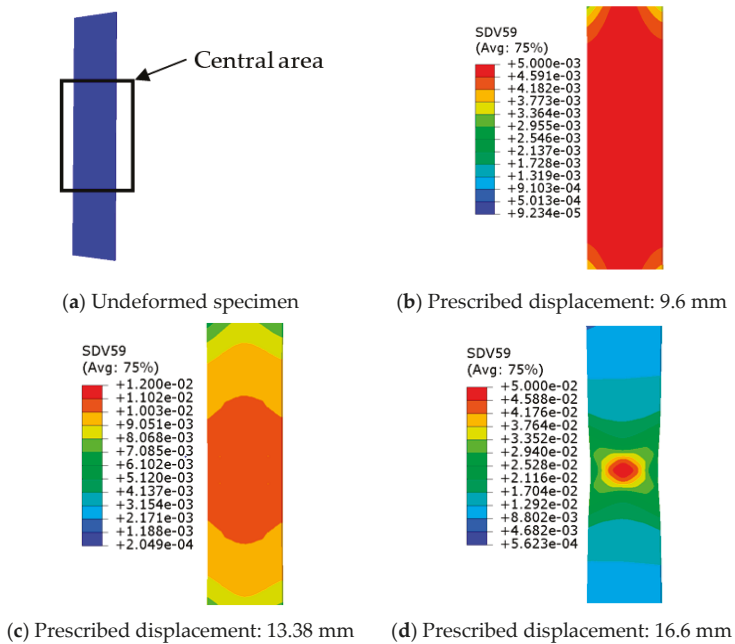 Central area
(a) Undeformed specimen
SDV59
(Avg: 75%)
+5.000e-03
+4.591e-03
+4.182e-03
+3.773e-03
+3.364e-03
+2.955e-03
+2.546e-03
+2.137e-03
+1.728e-03
+1.319e-03
+9.103e-04
+5.013e-04
+9.234e-05
(b) Prescribed displacement: 9.6 mm
SDV59
(Avg: 75%)
+1.200e-02
+1.102e-02
+1.003e-02
+9.051e-03
+8.068e-03
+7.085e-03
+6.102e-03
+5.120e-03
+4.137e-03
+3.154e-03
+2.171e-03
+1.188e-03
+2.049e-04
(c) Prescribed displacement: 13.38 mm
SDV59
(Avg: 75%)
+5.000e-02
+4.588e-02
+4.176e-02
+3.764e-02
+3.352e-02
+2.940e-02
+2.528e-02
+2.116e-02
+1.704e-02
+1.292e-02
+8.802e-03
+4.682e-03
+5.623e-04
(d) Prescribed displacement: 16.6 mm